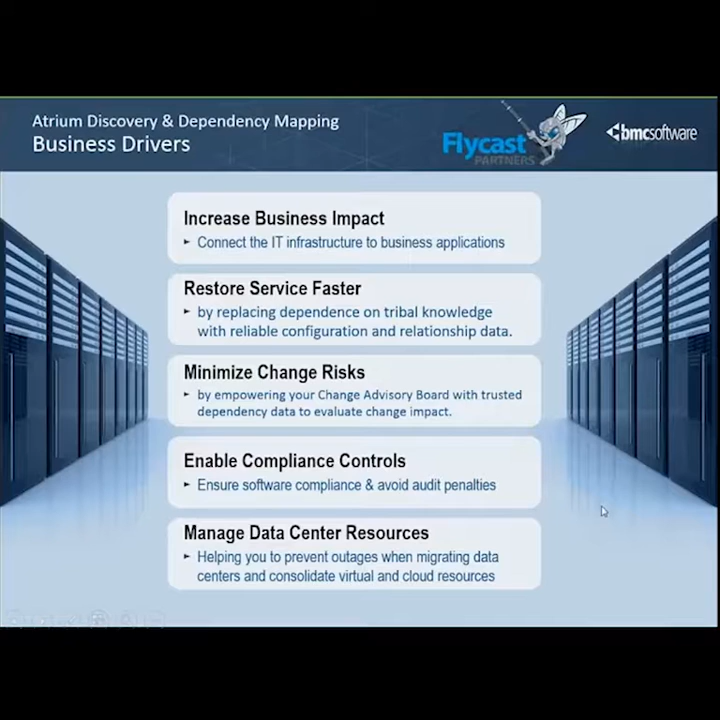 Atrium Discovery & Dependency Mapping
Business Drivers
Flycast
PARTNERS
bmcsoftware
Increase Business Impact
Connect the IT infrastructure to business applications
Restore Service Faster
by replacing dependence on tribal knowledge
with reliable configuration and relationship data.
Minimize Change Risks
by empowering your Change Advisory Board with trusted
dependency data to evaluate change impact.
Enable Compliance Controls
Ensure software compliance & avoid audit penalties
Manage Data Center Resources
Helping you to prevent outages when migrating data
centers and consolidate virtual and cloud resources